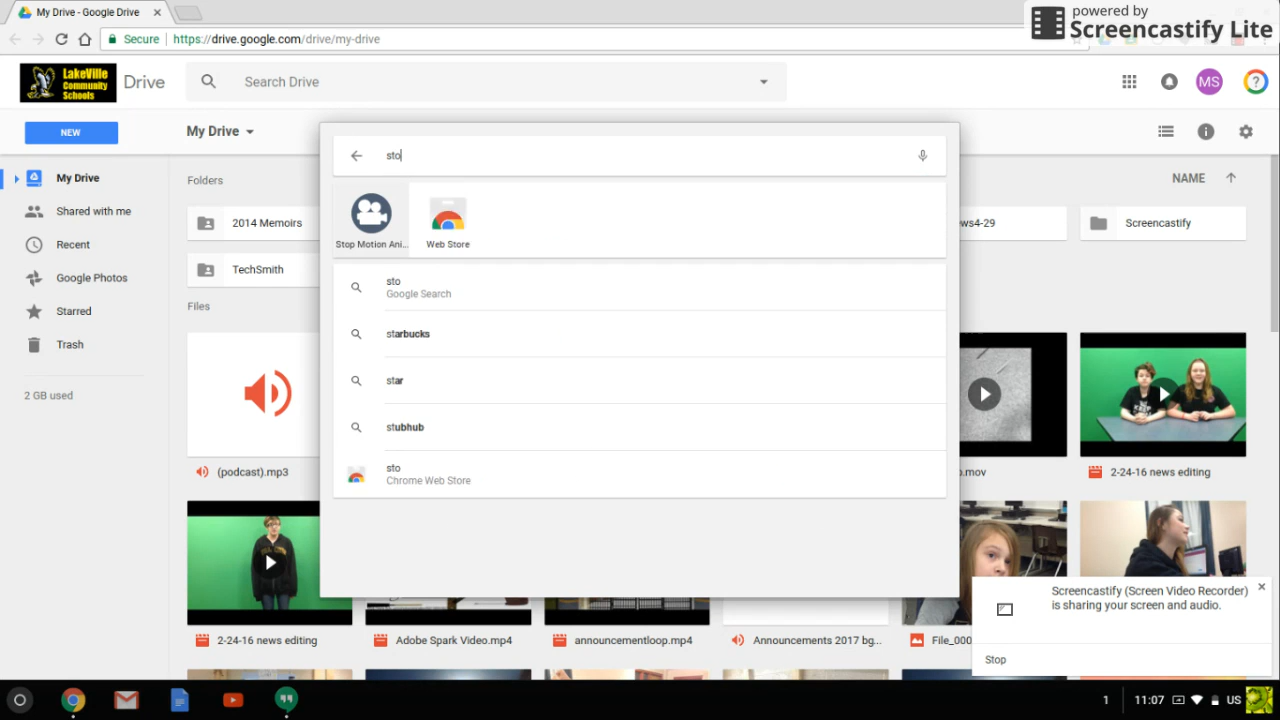 My Drive - Google Drive
powered by
Screencastify Lite
Secure
https://drive.google.com/drive/my-drive
LakeVille
Community
Schools
Drive
Search Drive
MS
?
NEW
My Drive
sto
My Drive
Shared with me
Recent
Google Photos
Starred
Trash
2 GB used
Folders
NAME
2014 Memoirs
ws4-29
Screencastify
TechSmith
Files
Stop Motion Ani...
Web Store
sto
Google Search
starbucks
star
stubhub
sto
Chrome Web Store
(podcast).mp3
o.mov
2-24-16 news editing
2-24-16 news editing
Adobe Spark Video.mp4
announcementloop.mp4
Announcements 2017 bg...
File_000
Screencastify (Screen Video Recorder)
is sharing your screen and audio.
Stop
1
11:07
US